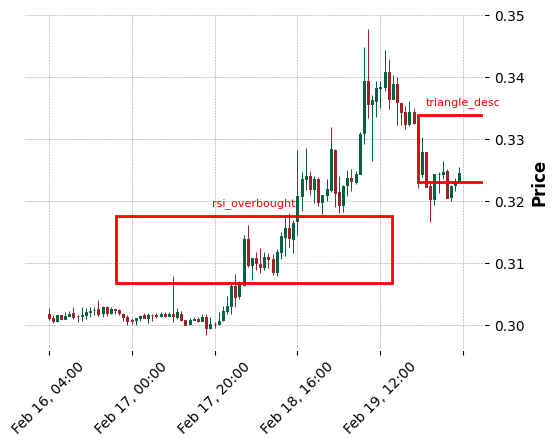 0.35
0.34
triangle_desc
0.33
Price
rsi_overbought
0.32
0.31
0.30
Feb 16, 04:00
Feb 17, 00:00
Feb 17, 20:00
Feb 18, 16:00
Feb 19, 12:00